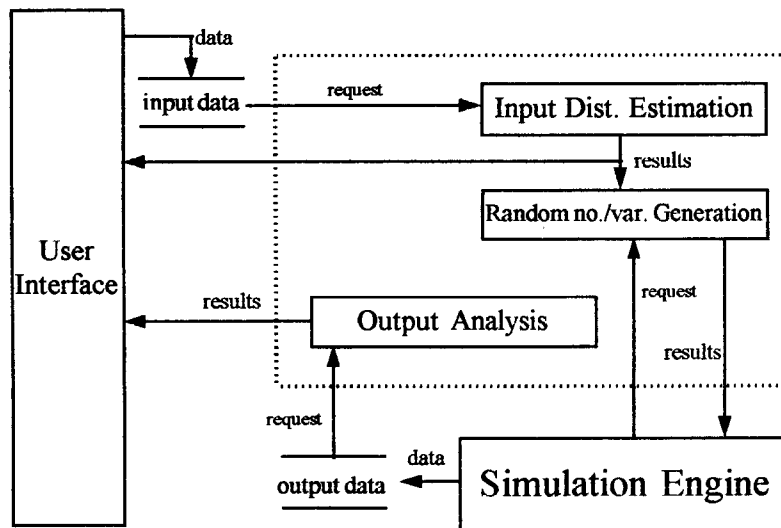 data
input data
request
Input Dist. Estimation
results
Random no./var. Generation
User
Interface
request
results
Output Analysis
results
request
data
output data
Simulation Engine